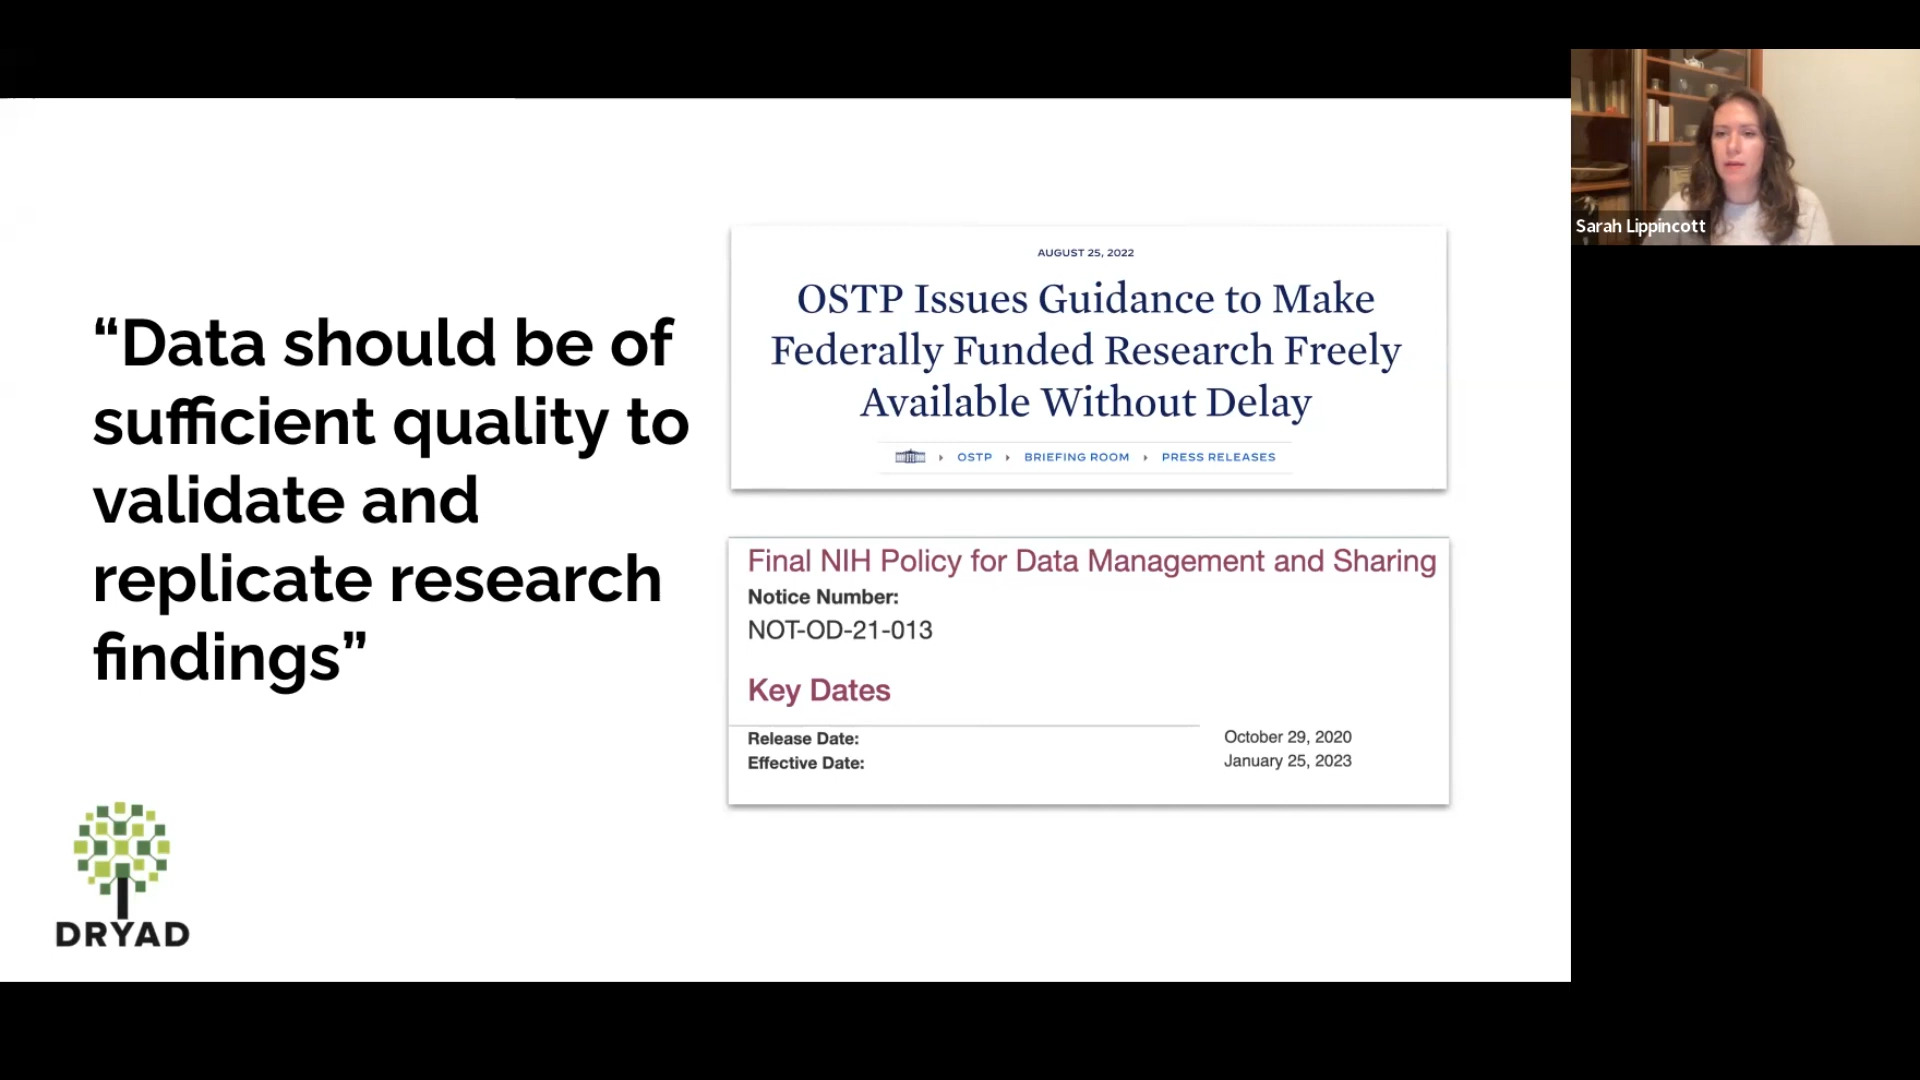 “Data should be of
sufficient quality to
validate and
replicate research
findings”
DRYAD
AUGUST 25, 2022
OSTP Issues Guidance to Make
Federally Funded Research Freely
Available Without Delay
OSTP BRIEFING ROOM PRESS RELEASES
Final NIH Policy for Data Management and Sharing
Notice Number:
NOT-OD-21-013
Key Dates
Release Date: October 29, 2020
Effective Date: January 25, 2023
Sarah Lippincott